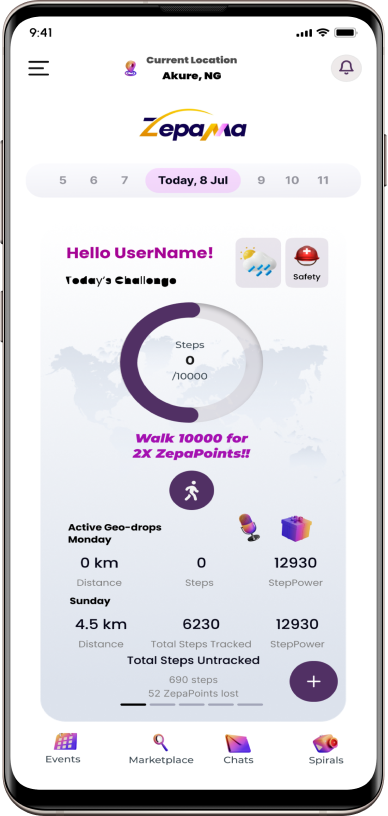 9:41
Current Location
Akure, NG
Zepama
5 6 7 Today, 8 Jul 9 10 11
Hello UserName!
Safety
Today's Challenge
Steps
0
/10000
Walk 10000 for
2X ZepaPoints!!
Active Geo-drops
Monday
0 km 0 12930
Distance Steps StepPower
Sunday
4.5 km 6230 12930
Distance Total Steps Tracked StepPower
Total Steps Untracked
690 steps
52 ZepaPoints lost
Events Marketplace Chats Spirals